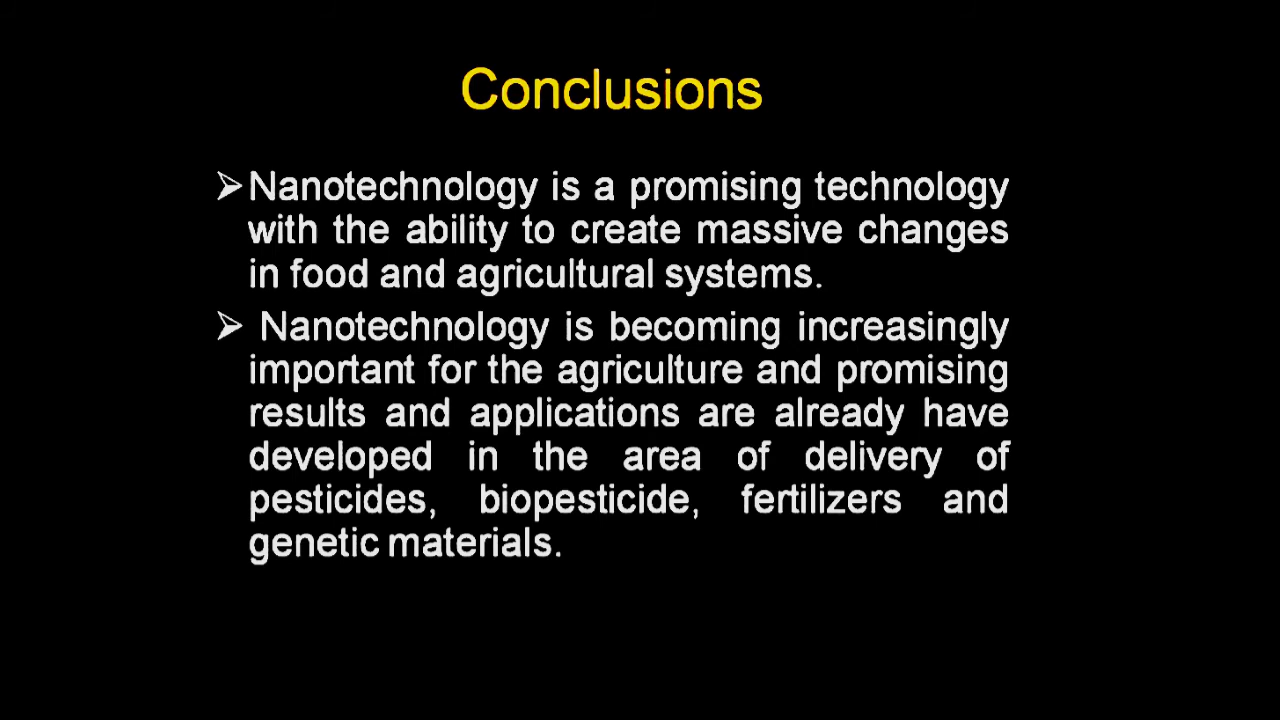 Conclusions
➢Nanotechnology is a promising technology
with the ability to create massive changes
in food and agricultural systems.
➢ Nanotechnology is becoming increasingly
important for the agriculture and promising
results and applications are already have
developed in the area of delivery of
pesticides, biopesticide, fertilizers and
genetic materials.